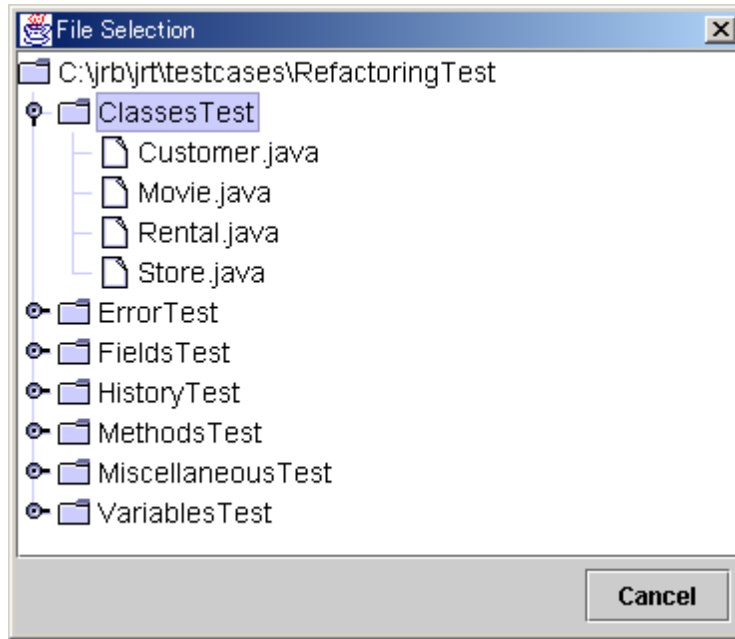 File Selection
C:\jrb\jrt\testcases\RefactoringTest
ClassesTest
Customer.java
Movie.java
Rental.java
Store.java
ErrorTest
FieldsTest
HistoryTest
MethodsTest
MiscellaneousTest
VariablesTest
Cancel